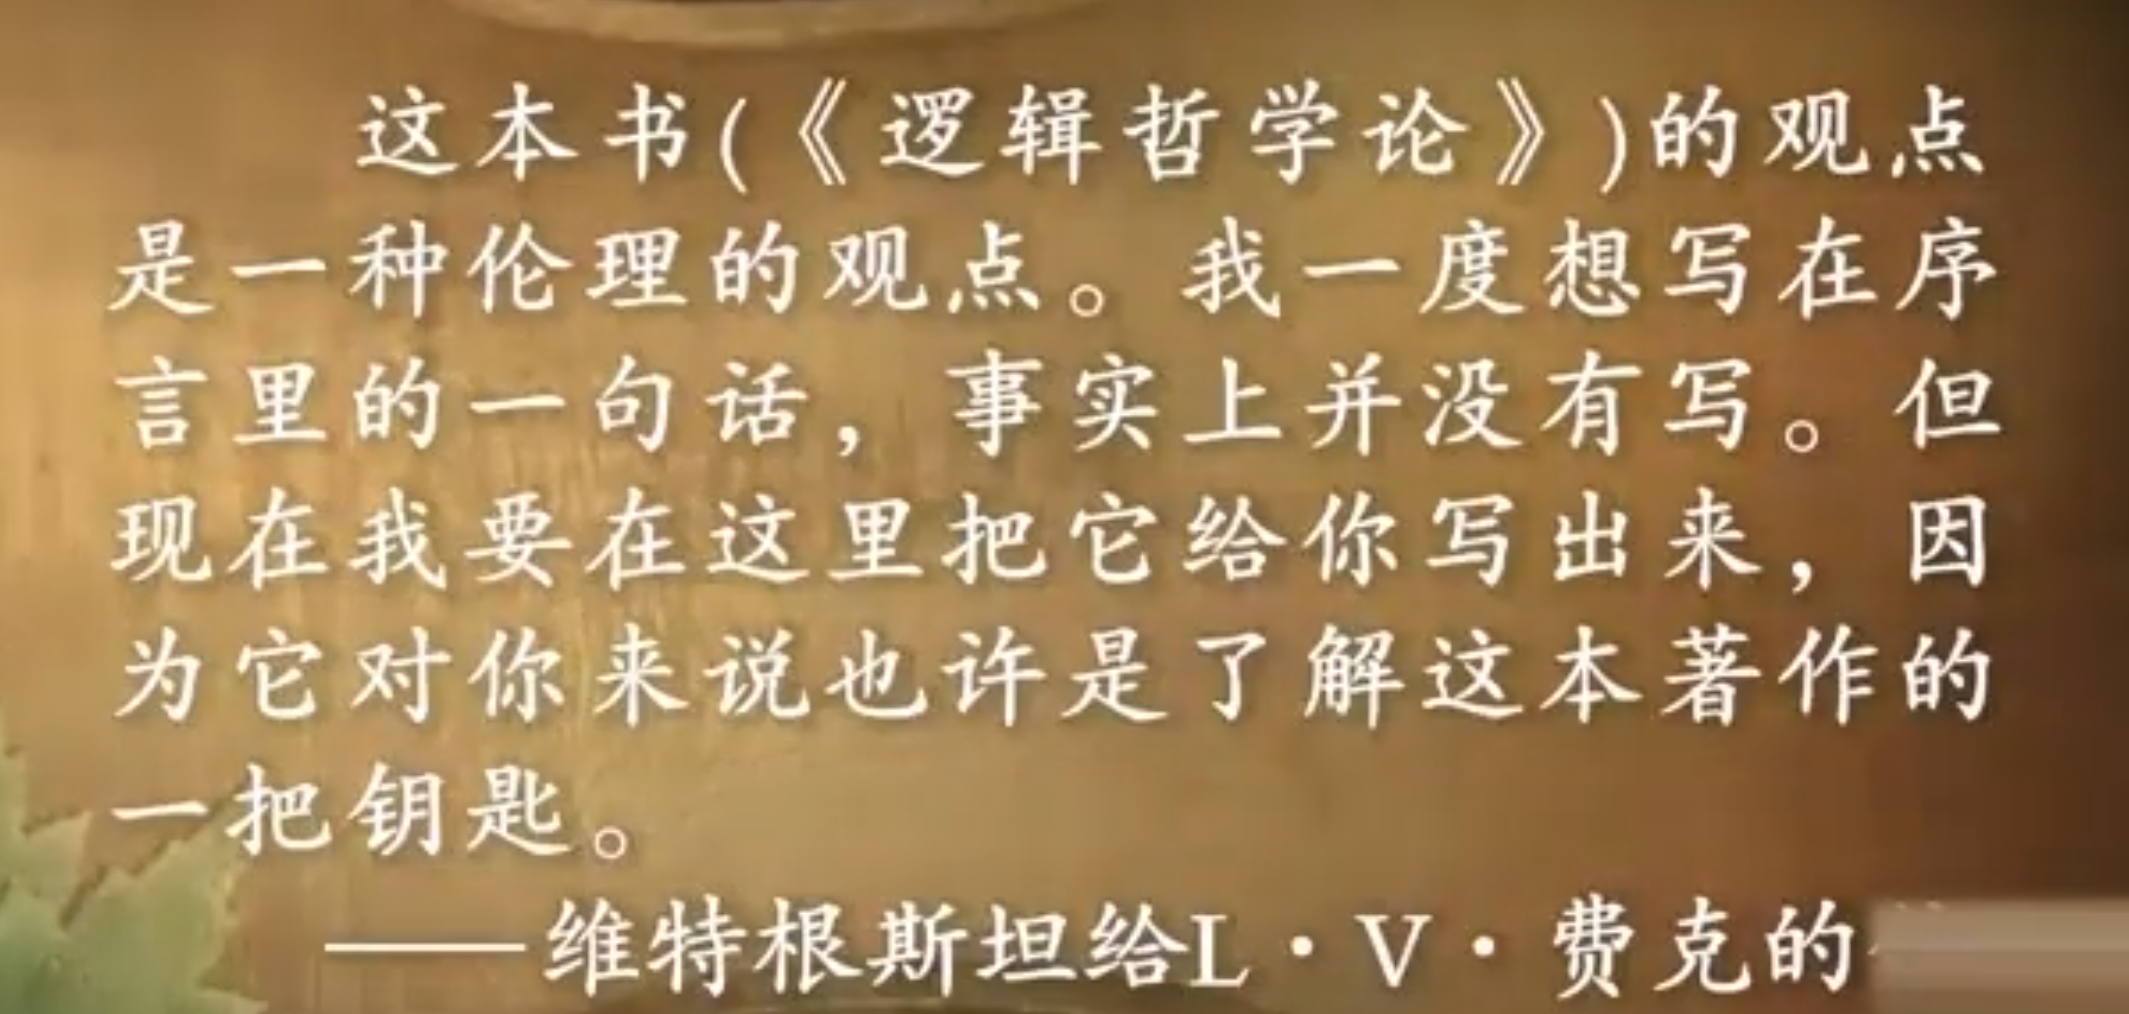 这本书(《逻辑哲学论》)的观点
是一种伦理的观点。我一度想写在序
言里的一句话，事实上并没有写。但
现在我要在这里把它给你写出来，因
为它对你来说也许是了解这本著作的
一把钥匙。
——维特根斯坦给L·V·费克的